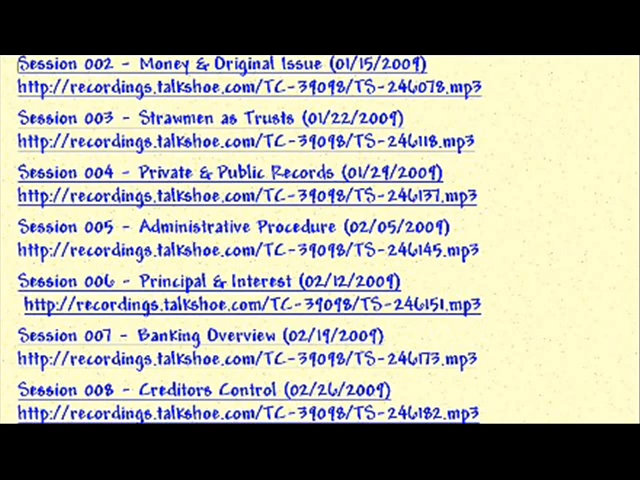 Session 002 - Money & Original Issue (01/15/2009)
http://recordings.talkshoe.com/TC-39098/TS-246078.mp3
Session 003 - Strawmen as Trusts (01/22/2009)
http://recordings.talkshoe.com/TC-39098/TS-246118.mp3
Session 004 - Private & Public Records (01/29/2009)
http://recordings.talkshoe.com/TC-39098/TS-246137.mp3
Session 005 - Administrative Procedure (02/05/2009)
http://recordings.talkshoe.com/TC-39098/TS-246145.mp3
Session 006 - Principal & Interest (02/12/2009)
http://recordings.talkshoe.com/TC-39098/TS-246151.mp3
Session 007 - Banking Overview (02/19/2009)
http://recordings.talkshoe.com/TC-39098/TS-246173.mp3
Session 008 - Creditors Control (02/26/2009)
http://recordings.talkshoe.com/TC-39098/TS-246182.mp3